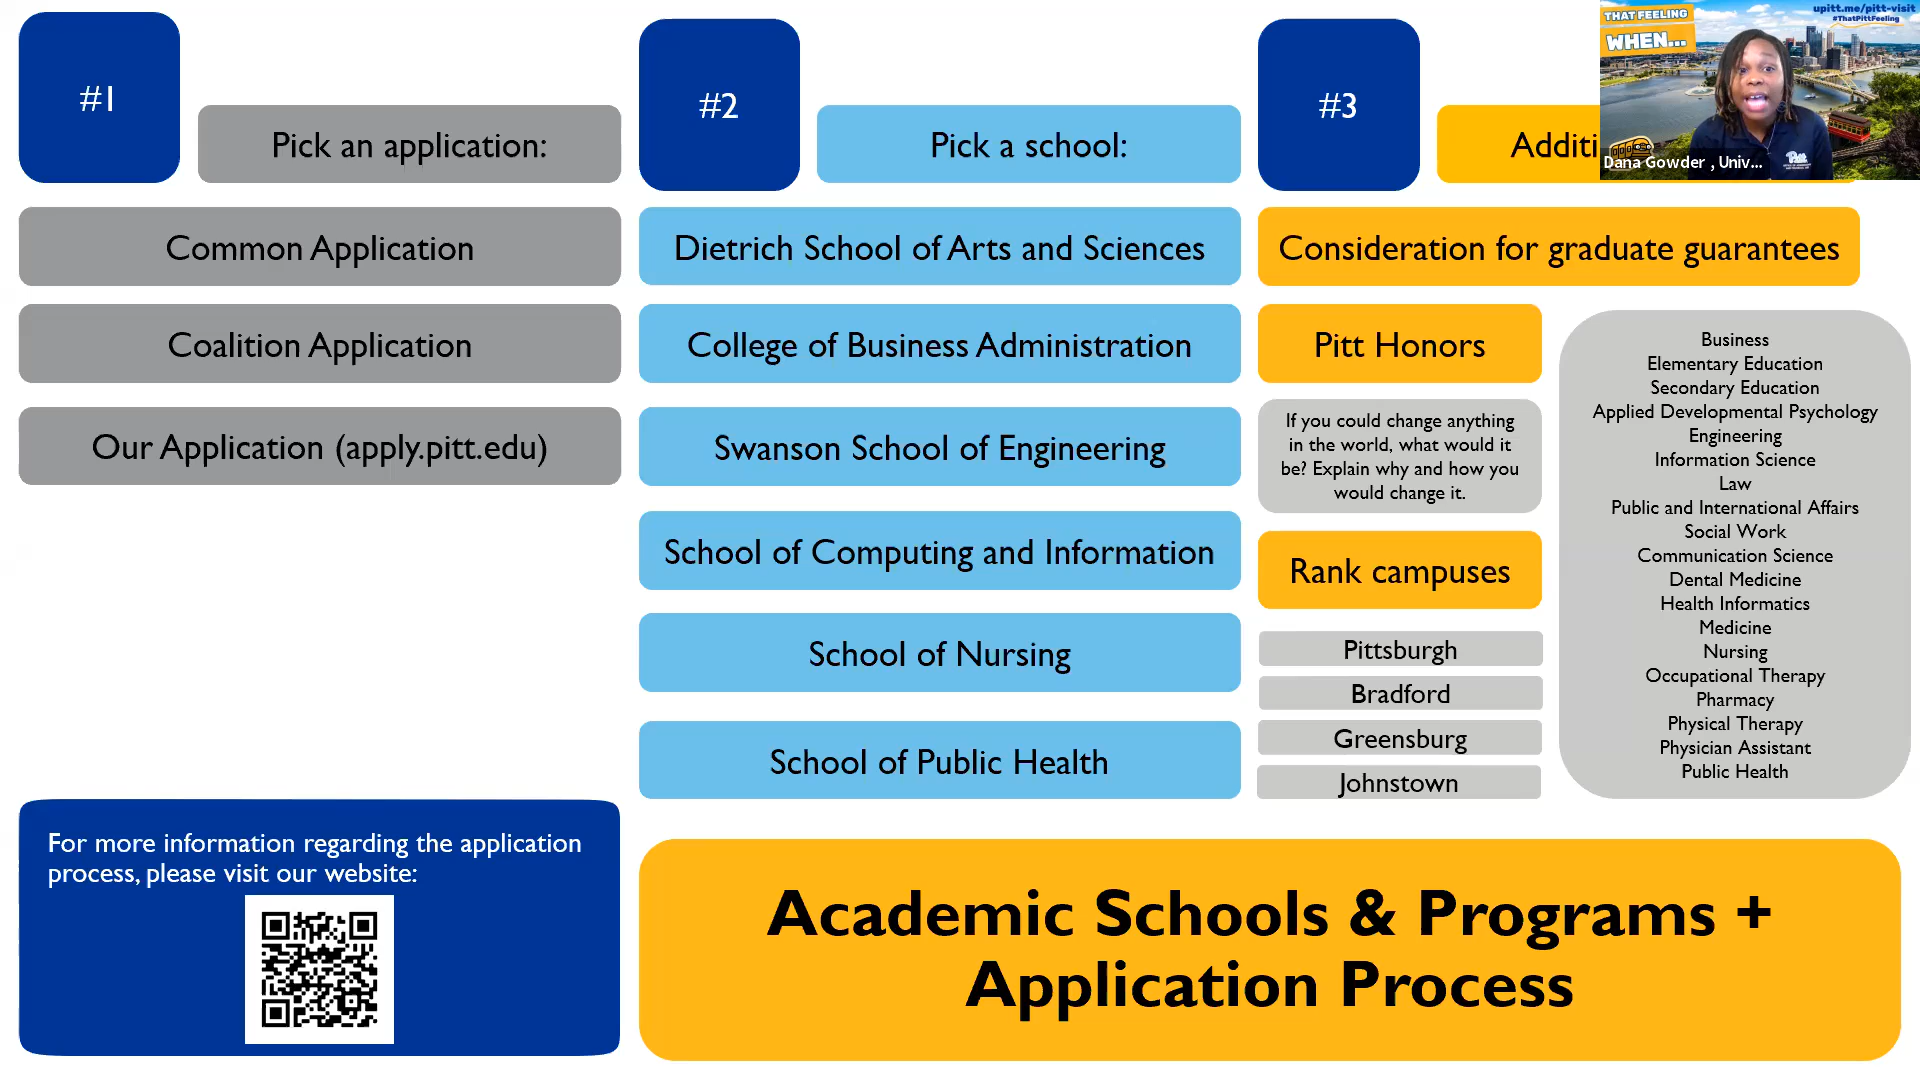 #1
Pick an application:
Common Application
Coalition Application
Our Application (apply.pitt.edu)
For more information regarding the application
process, please visit our website:
#2
Pick a school:
Dietrich School of Arts and Sciences
College of Business Administration
Swanson School of Engineering
School of Computing and Information
School of Nursing
School of Public Health
#3
Additi
Consideration for graduate guarantees
Pitt Honors
If you could change anything
in the world, what would it
be? Explain why and how you
would change it.
Rank campuses
Pittsburgh
Bradford
Greensburg
Johnstown
Business
Elementary Education
Secondary Education
Applied Developmental Psychology
Engineering
Information Science
Law
Public and International Affairs
Social Work
Communication Science
Dental Medicine
Health Informatics
Medicine
Nursing
Occupational Therapy
Pharmacy
Physical Therapy
Physician Assistant
Public Health
Academic Schools & Programs +
Application Process
THAT FEELING
WHEN...
upitt.me/pitt-visit
#ThatPittFeeling
Pitt
Dana Gowder , Univ...